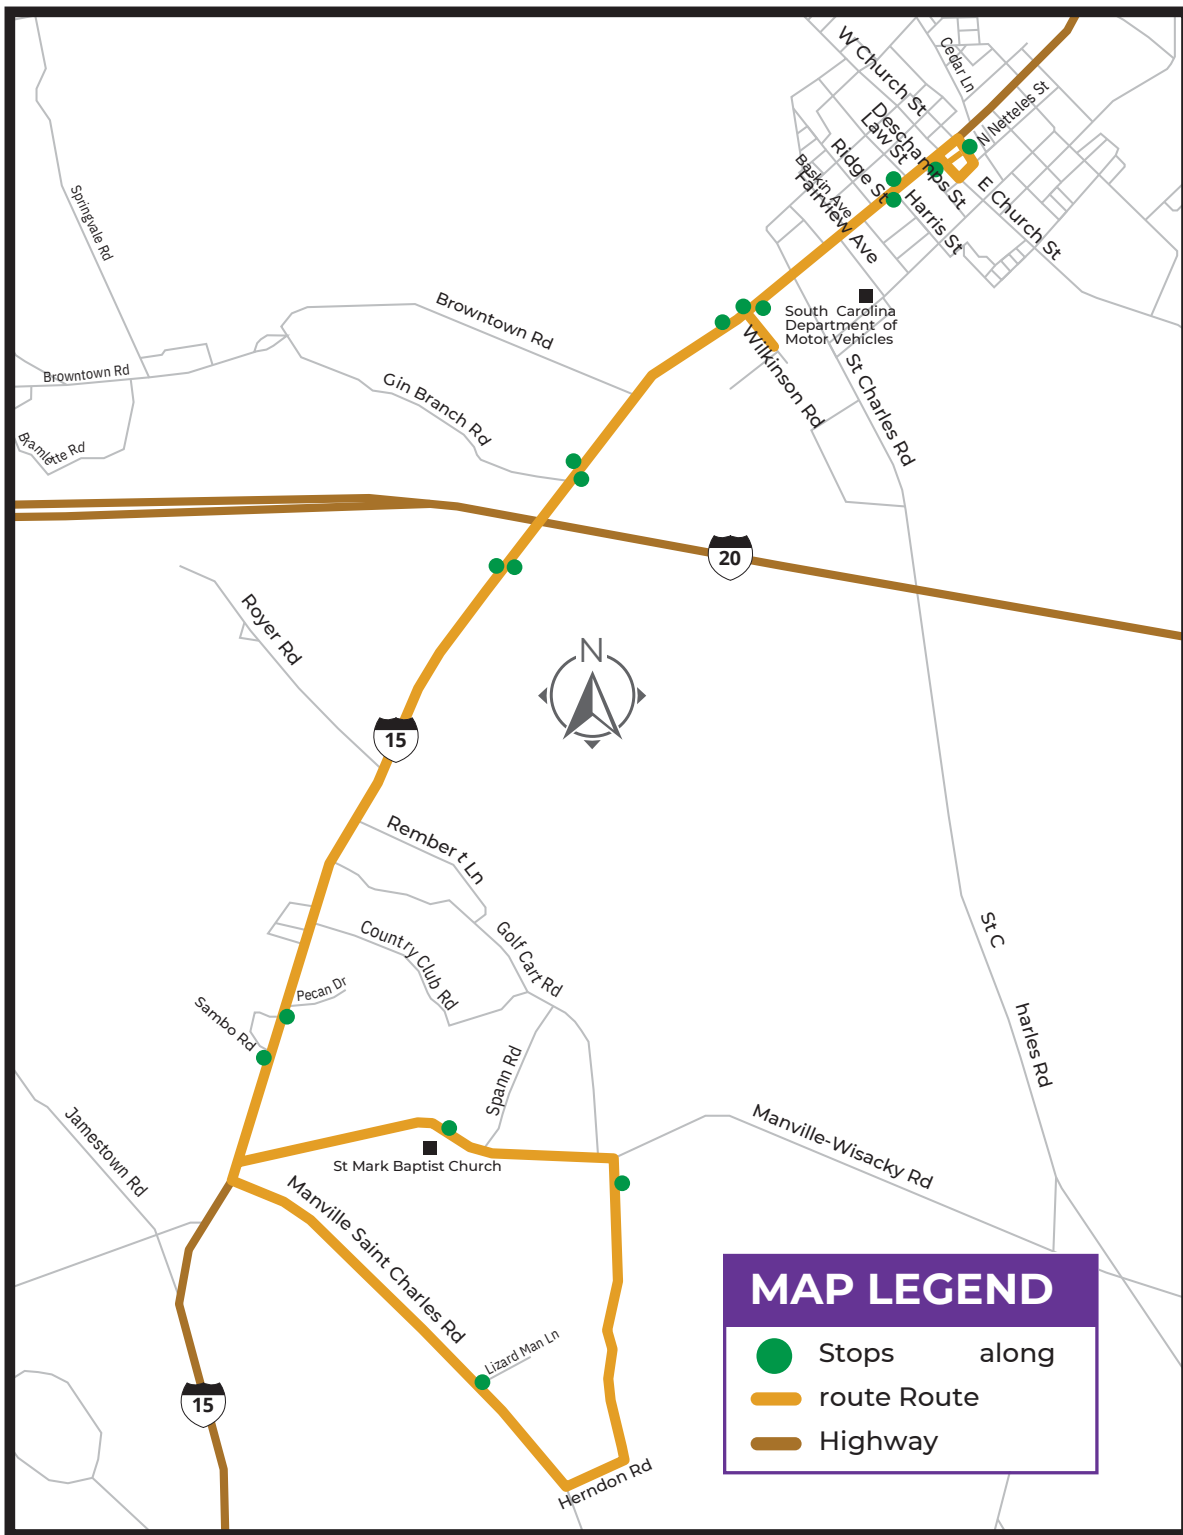 W Church St
Cedar Ln
N Netteles St
Deschamps St
Law St
Ridge St
Baskin Ave
Fairview Ave
Harris St
E Church St
Springvale Rd
South Carolina
Department of
Motor Vehicles
Browntown Rd
Wilkinson Rd
St Charles Rd
Browntown Rd
Gin Branch Rd
Bramlette Rd
20
Royer Rd
N
15
Rember t Ln
Golf Cart Rd
Country Club Rd
St C
harles Rd
Pecan Dr
Sambo Rd
Spann Rd
Jamestown Rd
Manville-Wisacky Rd
St Mark Baptist Church
Manville Saint Charles Rd
Lizard Man Ln
15
Herndon Rd
MAP LEGEND
Stops along
route Route
Highway